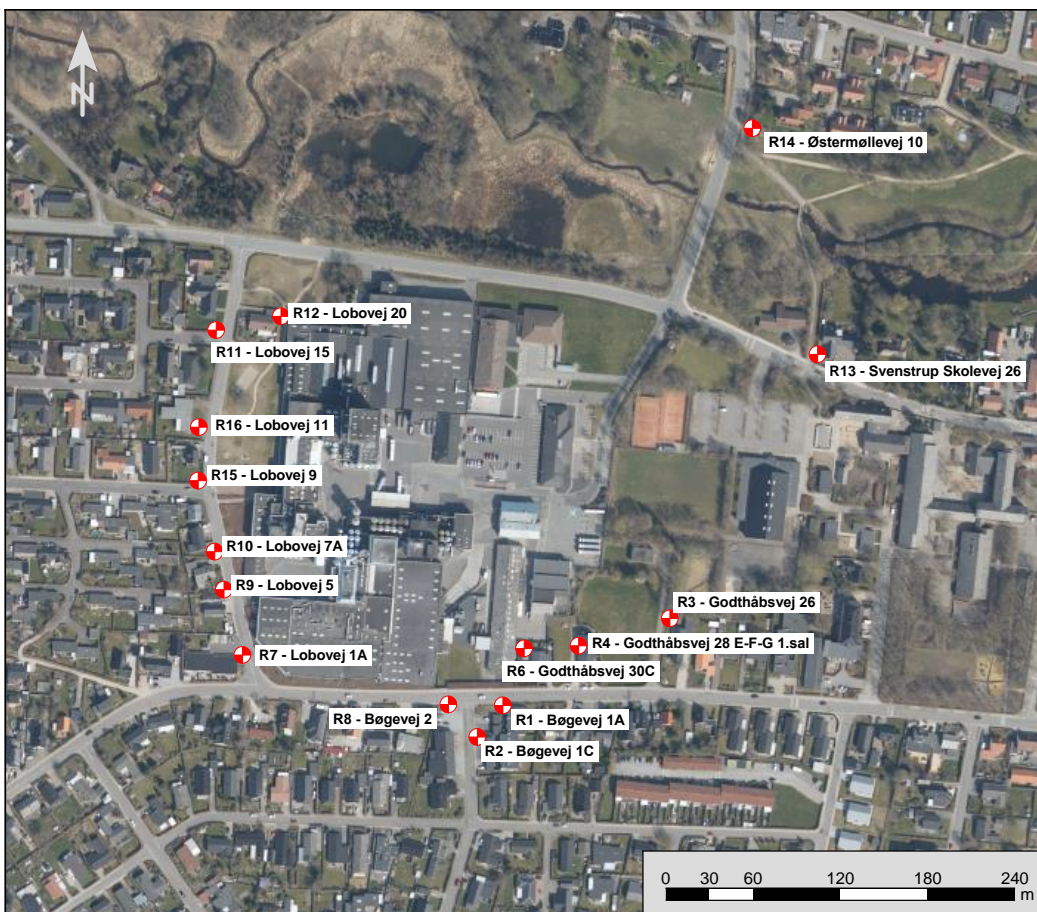 N
R14 - Østermøllevej 10
R12 - Lobovej 20
R11 - Lobovej 15
R13 - Svenstrup Skolevej 26
R16 - Lobovej 11
R15 - Lobovej 9
R10 - Lobovej 7A
R9 - Lobovej 5
R3 - Godthåbsvej 26
R4 - Godthåbsvej 28 E-F-G 1.sal
R7 - Lobovej 1A
R6 - Godthåbsvej 30C
R8 - Bøgevej 2
R1 - Bøgevej 1A
R2 - Bøgevej 1C
0 30 60 120 180 240
m